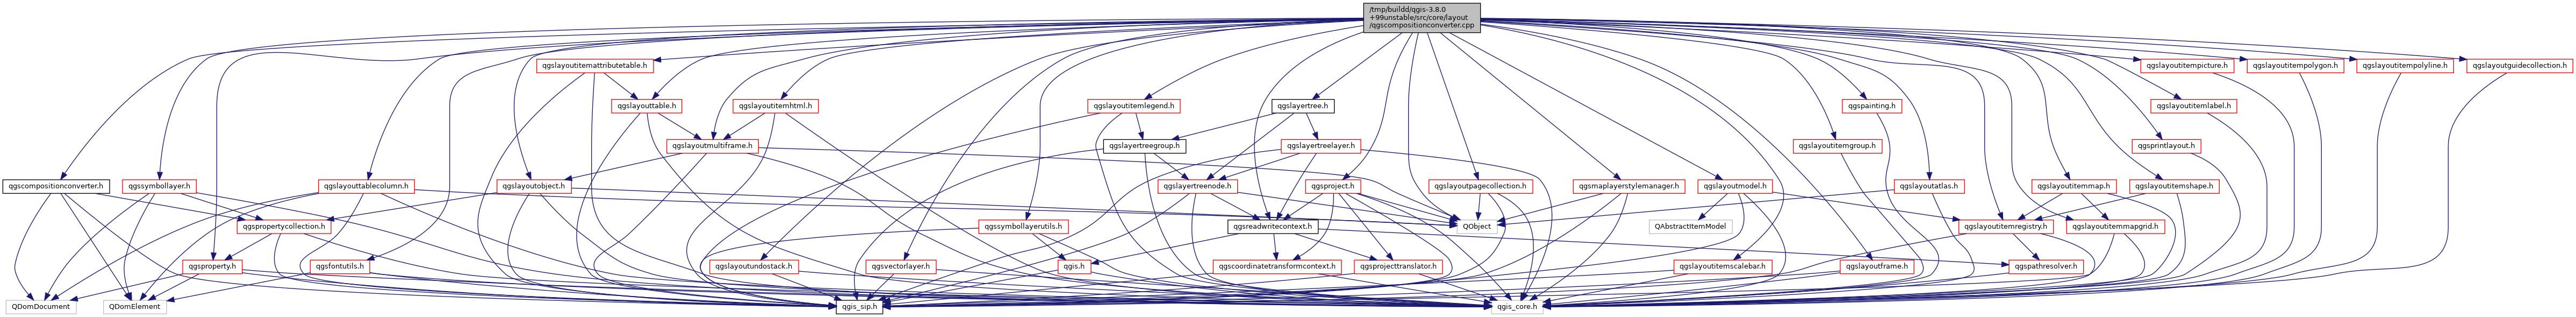 /tmp/buildd/qgis-3.8.0
+99unstable/src/core/layout
/qgscompositionconverter.cpp
qgslayoutitemattributetable.h
qgslayoutitempicture.h
qgslayoutitempolygon.h
qgslayoutitempolyline.h
qgslayoutguidecollection.h
qgslayouttable.h
qgslayoutitemhtml.h
qgslayoutitemlegend.h
qgslayertree.h
qgspainting.h
qgslayoutitemlabel.h
qgslayoutmultiframe.h
qgslayertreegroup.h
qgslayertreelayer.h
qgslayoutitemgroup.h
qgsprintlayout.h
qgscompositionconverter.h
qgssymbollayer.h
qgslayouttablecolumn.h
qgslayoutobject.h
qgslayertreenode.h
qgsproject.h
qgslayoutpagecollection.h
qgsmaplayerstylemanager.h
qgslayoutmodel.h
qgslayoutatlas.h
qgslayoutitemmap.h
qgslayoutitemshape.h
qgspropertycollection.h
qgssymbollayerutils.h
qgsreadwritecontext.h
QObject
QAbstractItemModel
qgslayoutitemregistry.h
qgslayoutitemmapgrid.h
qgsproperty.h
qgsfontutils.h
qgslayoutundostack.h
qgsvectorlayer.h
qgis.h
qgscoordinatetransformcontext.h
qgsprojecttranslator.h
qgslayoutitemscalebar.h
qgslayoutframe.h
qgspathresolver.h
QDomDocument
QDomElement
qgis_sip.h
qgis_core.h